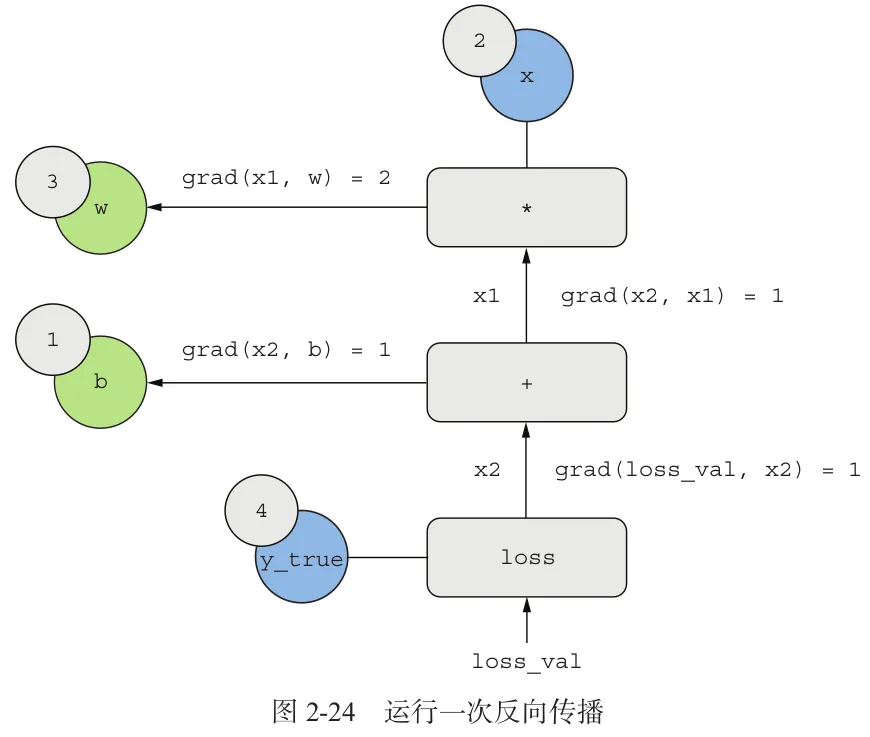 2
x
3
w
grad(x1, w) = 2
*
x1
grad(x2, x1) = 1
1
b
grad(x2, b) = 1
+
x2
grad(loss_val, x2) = 1
4
y_true
loss
loss_val
图 2-24 运行一次反向传播